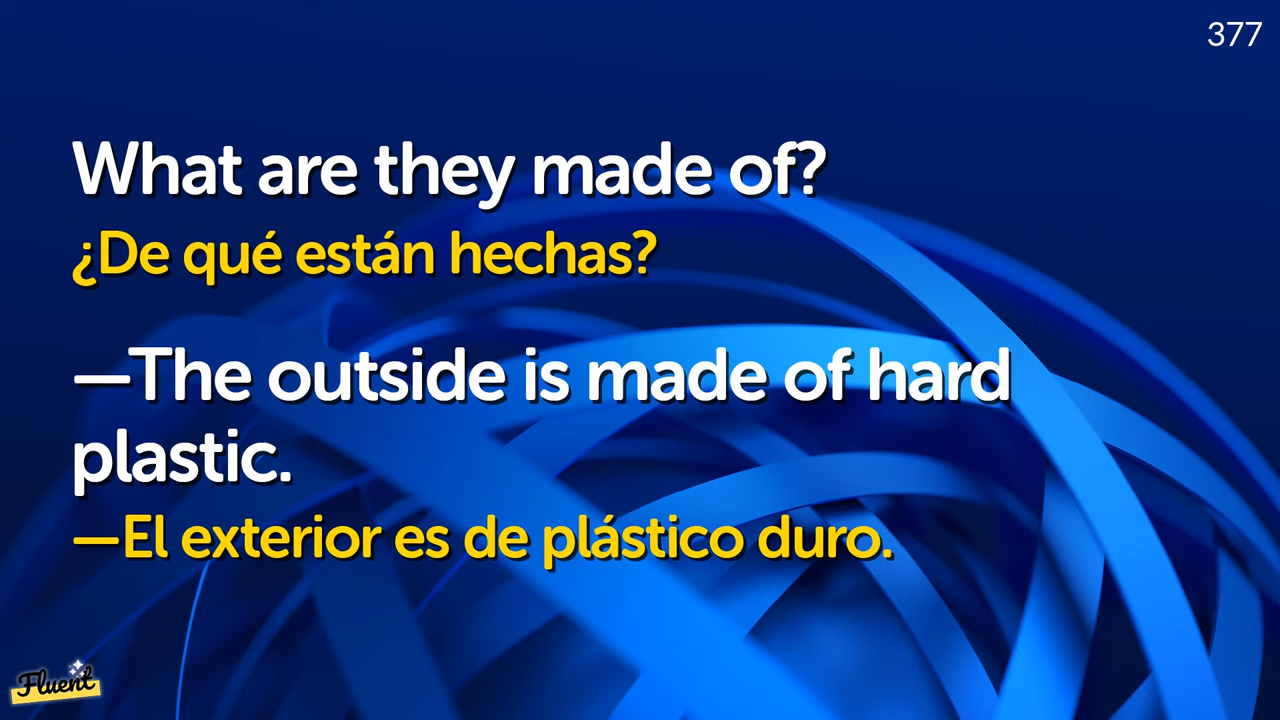 377
What are they made of?
¿De qué están hechas?
—The outside is made of hard
plastic.
—El exterior es de plástico duro.
Fluent